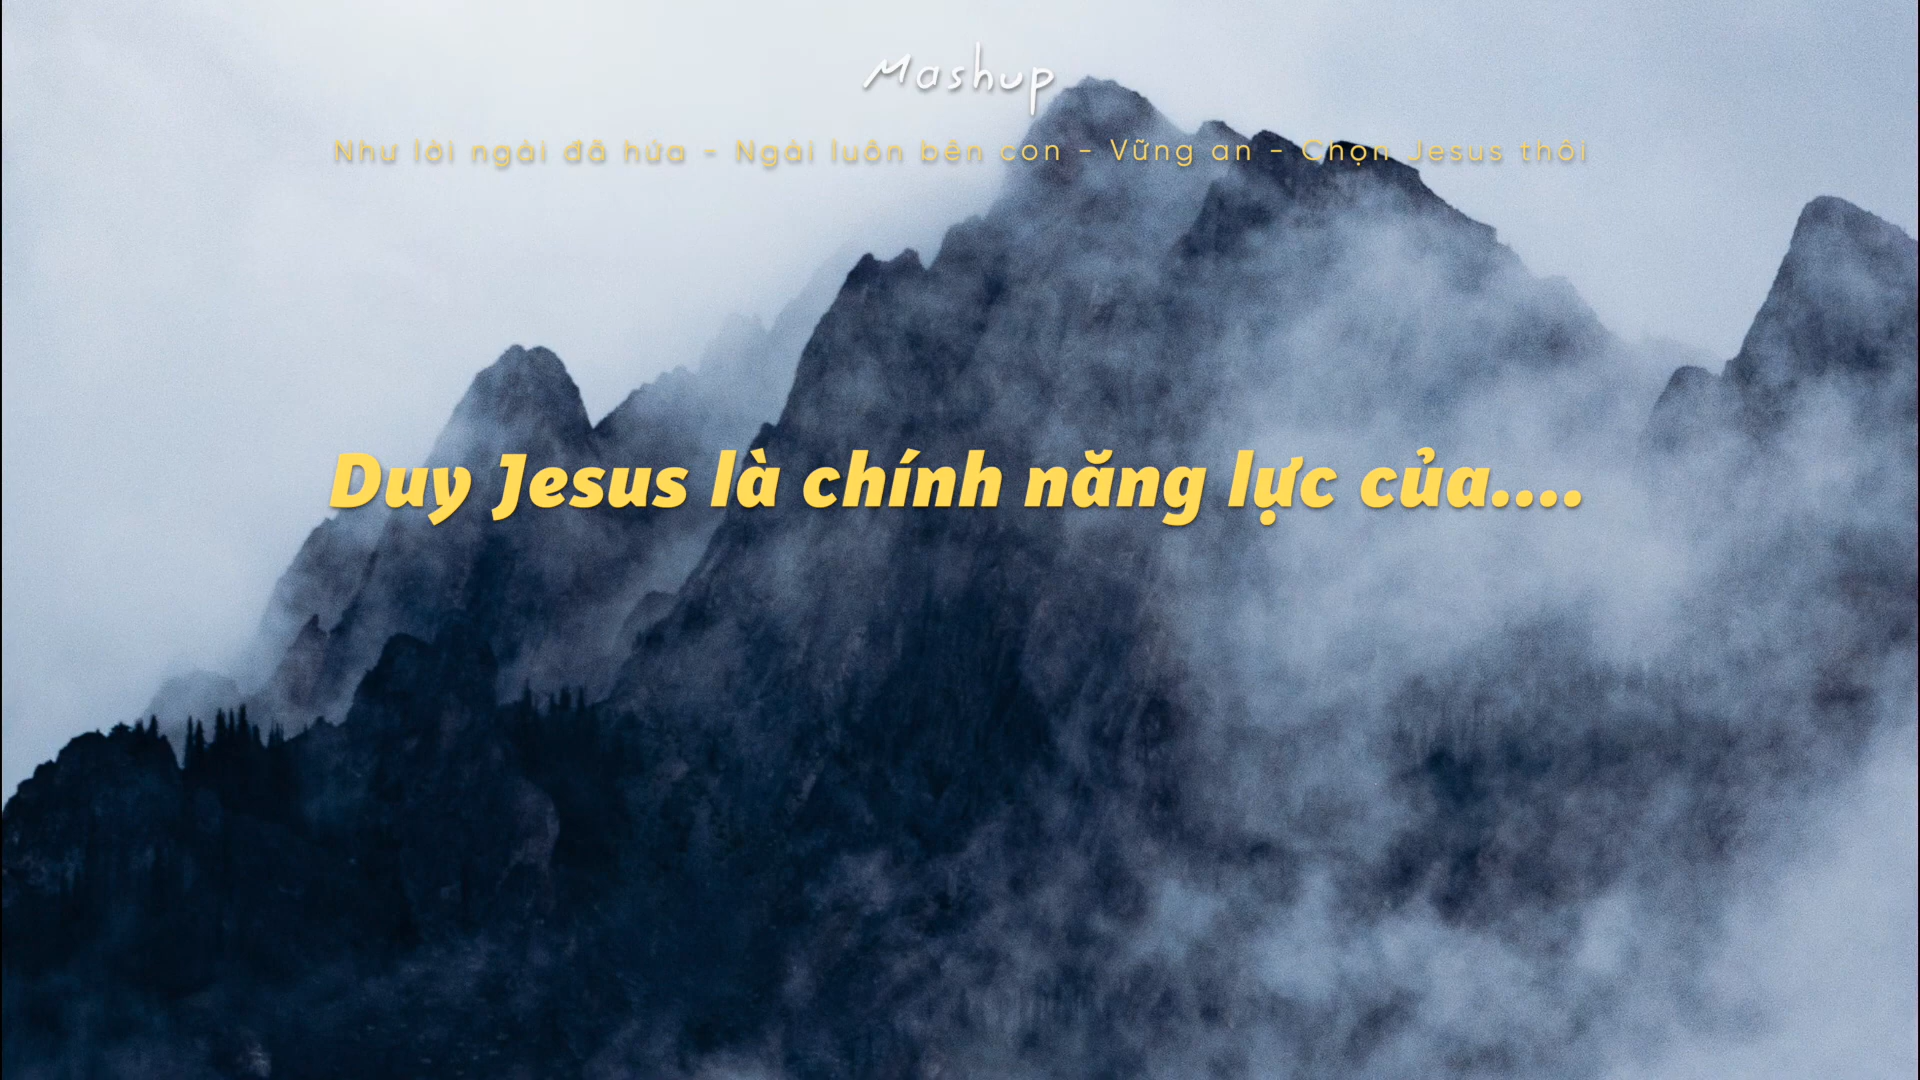 Mashup
Như lời ngài đã hứa - Ngài luôn bên con - Vững an - Chọn Jesus thôi
Duy Jesus là chính năng lực của....